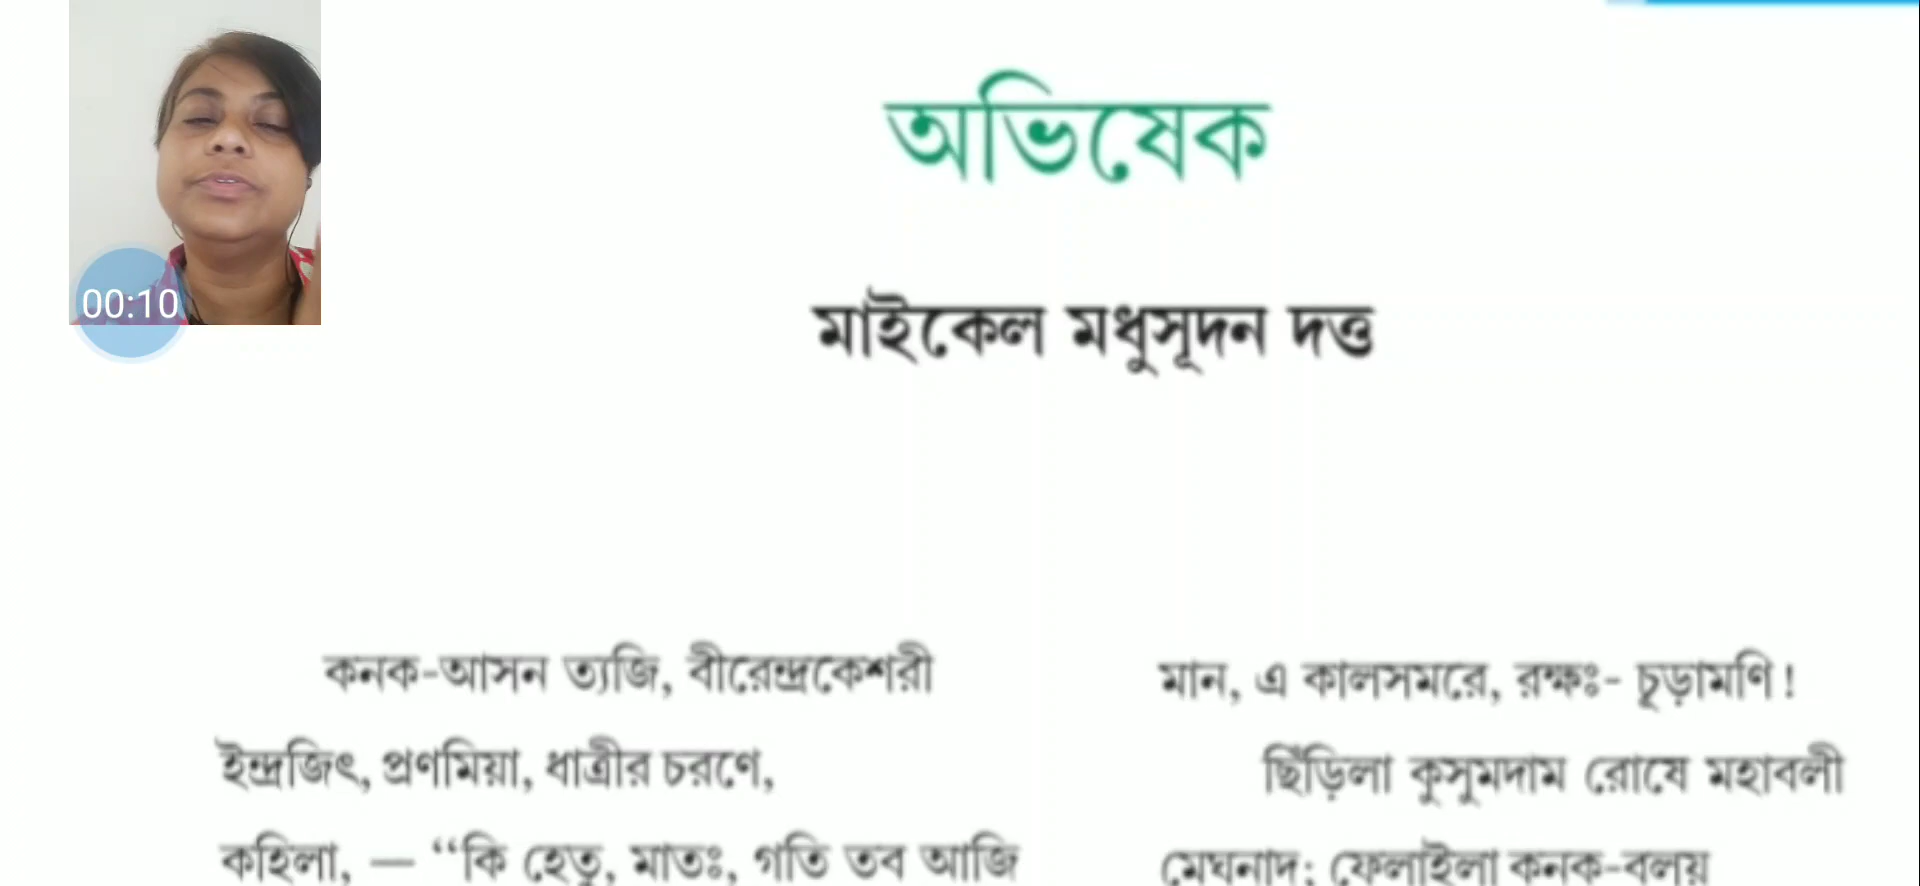 অভিষেক
মাইকেল মধুসূদন দত্ত
00:10
কনক-আসন ত্যজি, বীরেন্দ্রকেশরী
ইন্দ্রজিৎ, প্রণমিয়া, ধাত্রীর চরণে,
কহিলা, — “কি হেতু, মাতঃ, গতি তব আজি
মান, এ কালসমরে, রক্ষঃ- চূড়ামণি!
ছিঁড়িলা কুসুমদাম রোষে মহাবলী
মেঘনাদ; ফেলাইলা কনক-বলয়